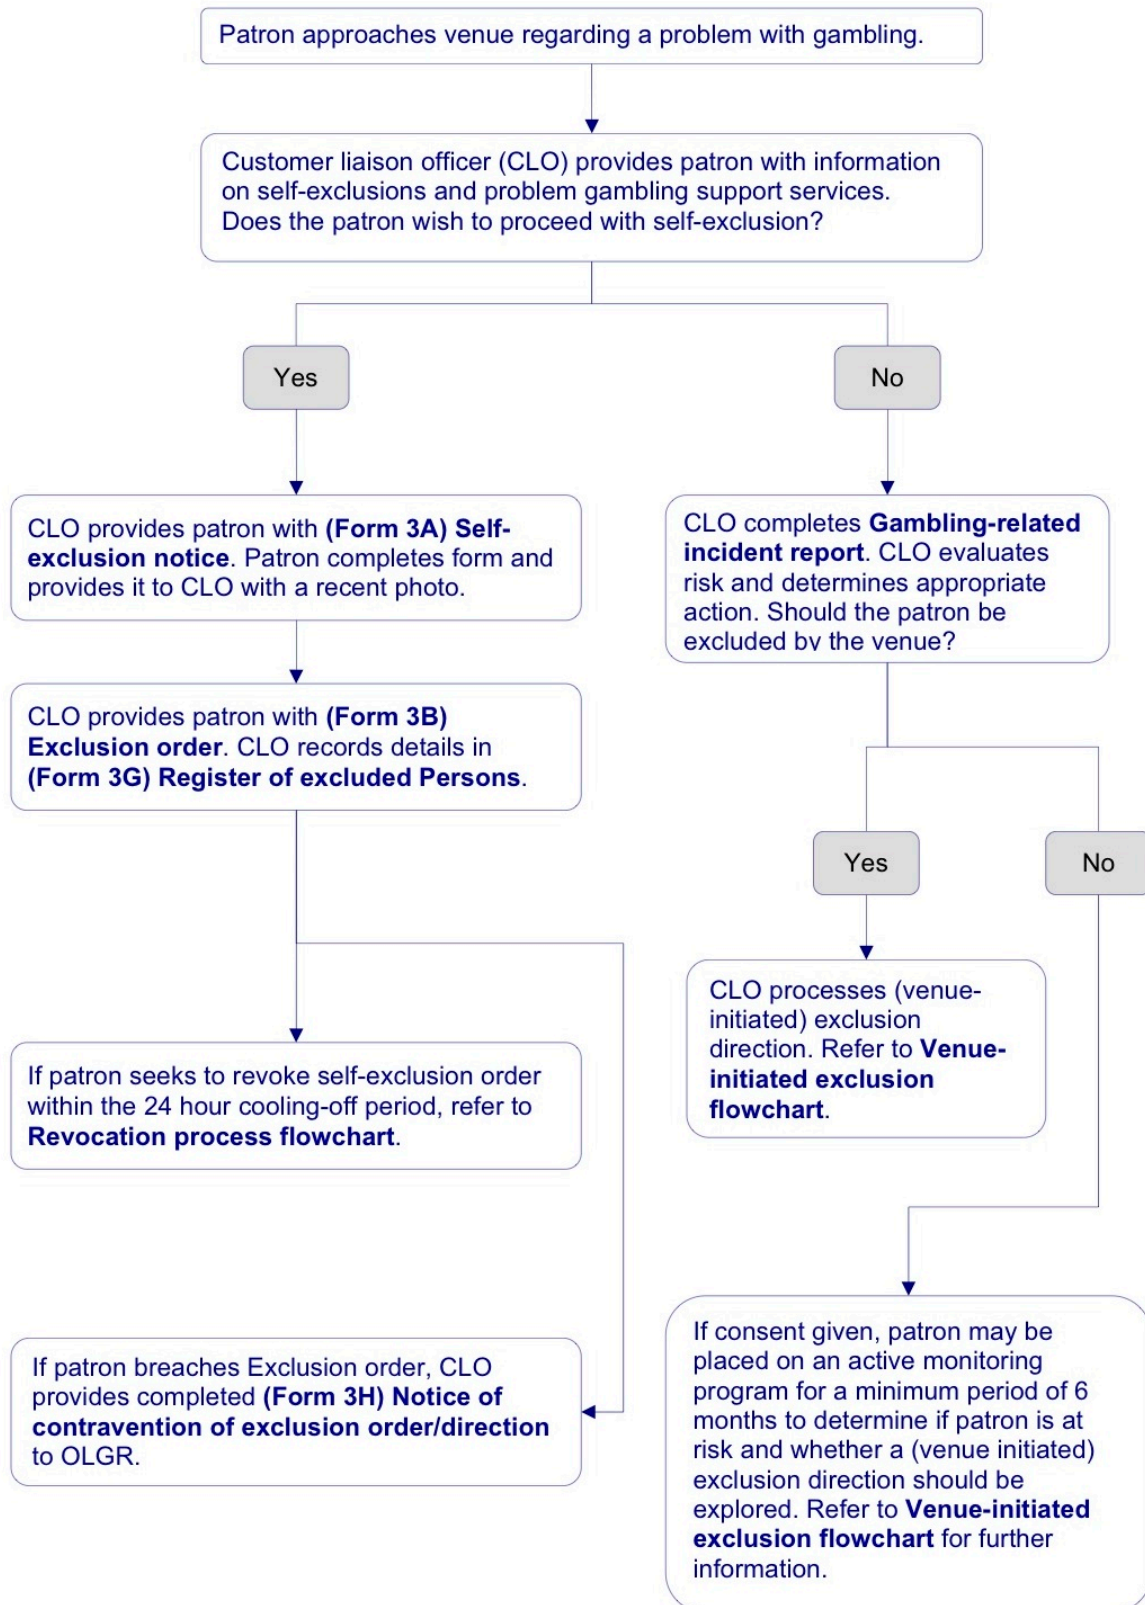 Patron approaches venue regarding a problem with gambling.
Customer liaison officer (CLO) provides patron with information
on self-exclusions and problem gambling support services.
Does the patron wish to proceed with self-exclusion?
Yes
No
CLO provides patron with (Form 3A) Self-
exclusion notice. Patron completes form and
provides it to CLO with a recent photo.
CLO provides patron with (Form 3B)
Exclusion order. CLO records details in
(Form 3G) Register of excluded Persons.
CLO completes Gambling-related
incident report. CLO evaluates
risk and determines appropriate
action. Should the patron be
excluded by the venue?
Yes
No
CLO processes (venue-
initiated) exclusion
direction. Refer to Venue-
initiated exclusion
flowchart.
If patron seeks to revoke self-exclusion order
within the 24 hour cooling-off period, refer to
Revocation process flowchart.
If patron breaches Exclusion order, CLO
provides completed (Form 3H) Notice of
contravention of exclusion order/direction
to OLGR.
If consent given, patron may be
placed on an active monitoring
program for a minimum period of 6
months to determine if patron is at
risk and whether a (venue initiated)
exclusion direction should be
explored. Refer to Venue-initiated
exclusion flowchart for further
information.